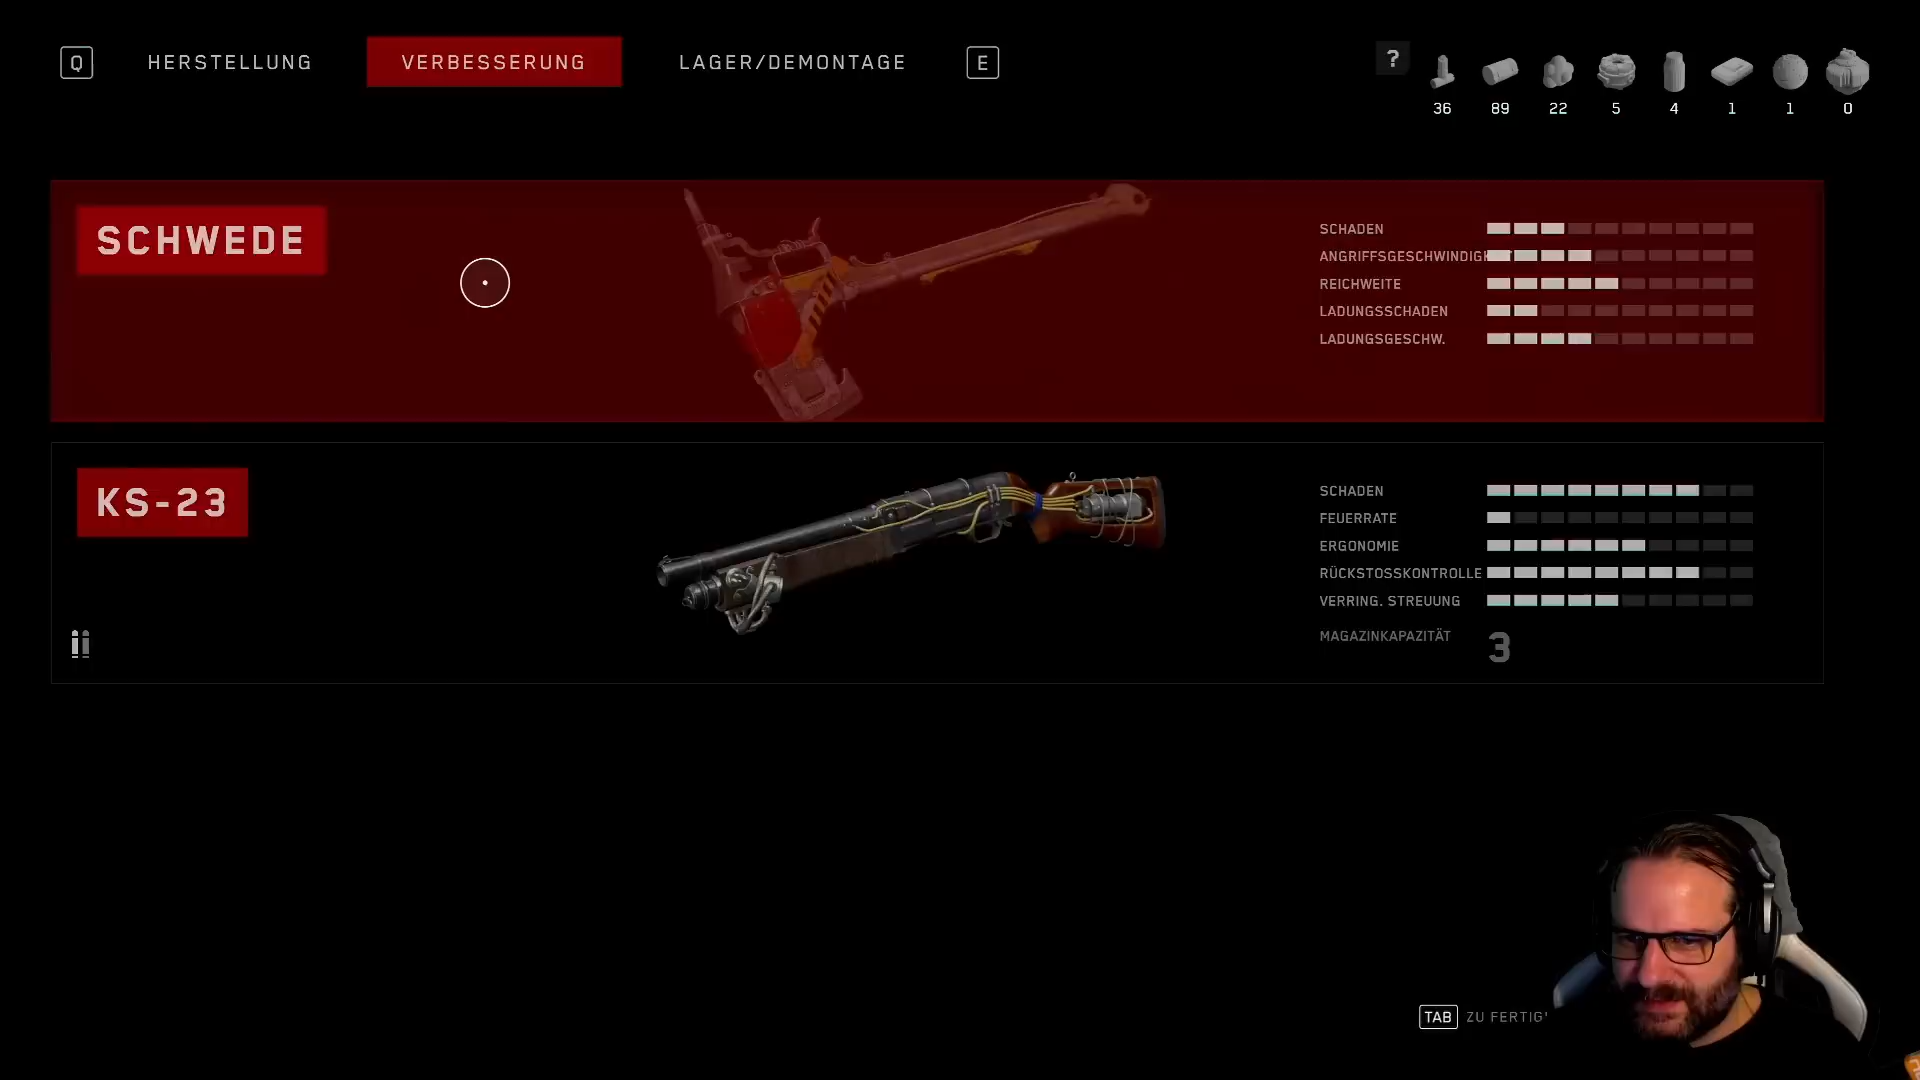 Q HERSTELLUNG VERBESSERUNG LAGER/DEMONTAGE E
?
36 89 22 5 4 1 1 0
SCHWEDE
SCHADEN
ANGRIFFSGESCHWINDIGK
REICHWEITE
LADUNGSSCHADEN
LADUNGSGESCHW.
KS-23
SCHADEN
FEUERRATE
ERGONOMIE
RÜCKSTOSSKONTROLLE
VERRING. STREUUNG
MAGAZINKAPAZITÄT 3
TAB ZU FERTIG'